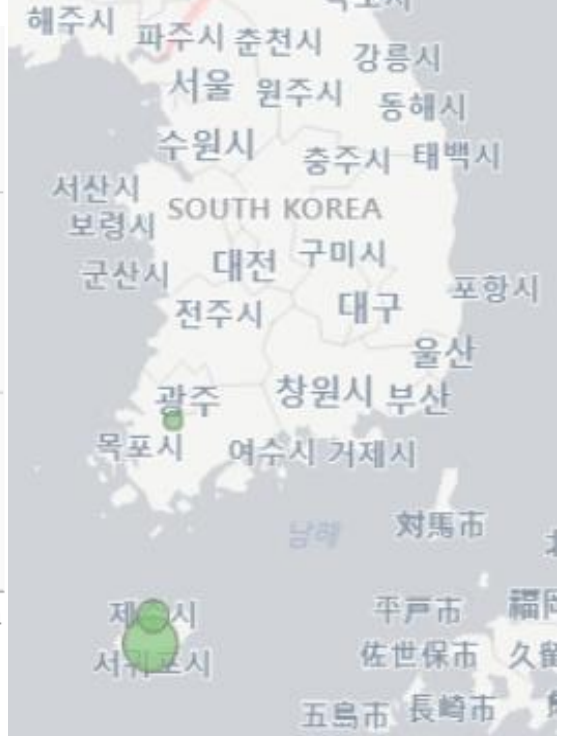 해주시
파주시 춘천시
강릉시
서울 원주시
동해시
수원시
충주시 태백시
서산시
SOUTH KOREA
보령시
대전 구미시
군산시
포항시
전주시
대구
울산
광주 창원시 부산
목포시 여수시 거제시
남해
対馬市
平戸市
佐世保市
서귀포시
五島市 長崎市